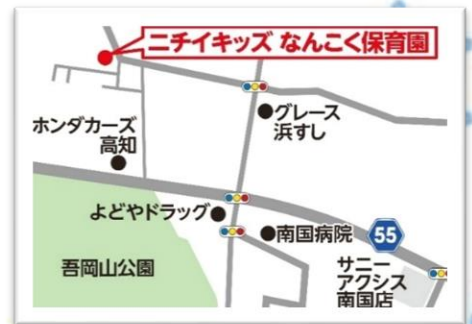 ニチイキッズ なんこく保育園
グレース
浜すし
ホンダカーズ
高知
よどやドラッグ
南国病院
55
吾岡山公園
サニー
アクシス
南国店